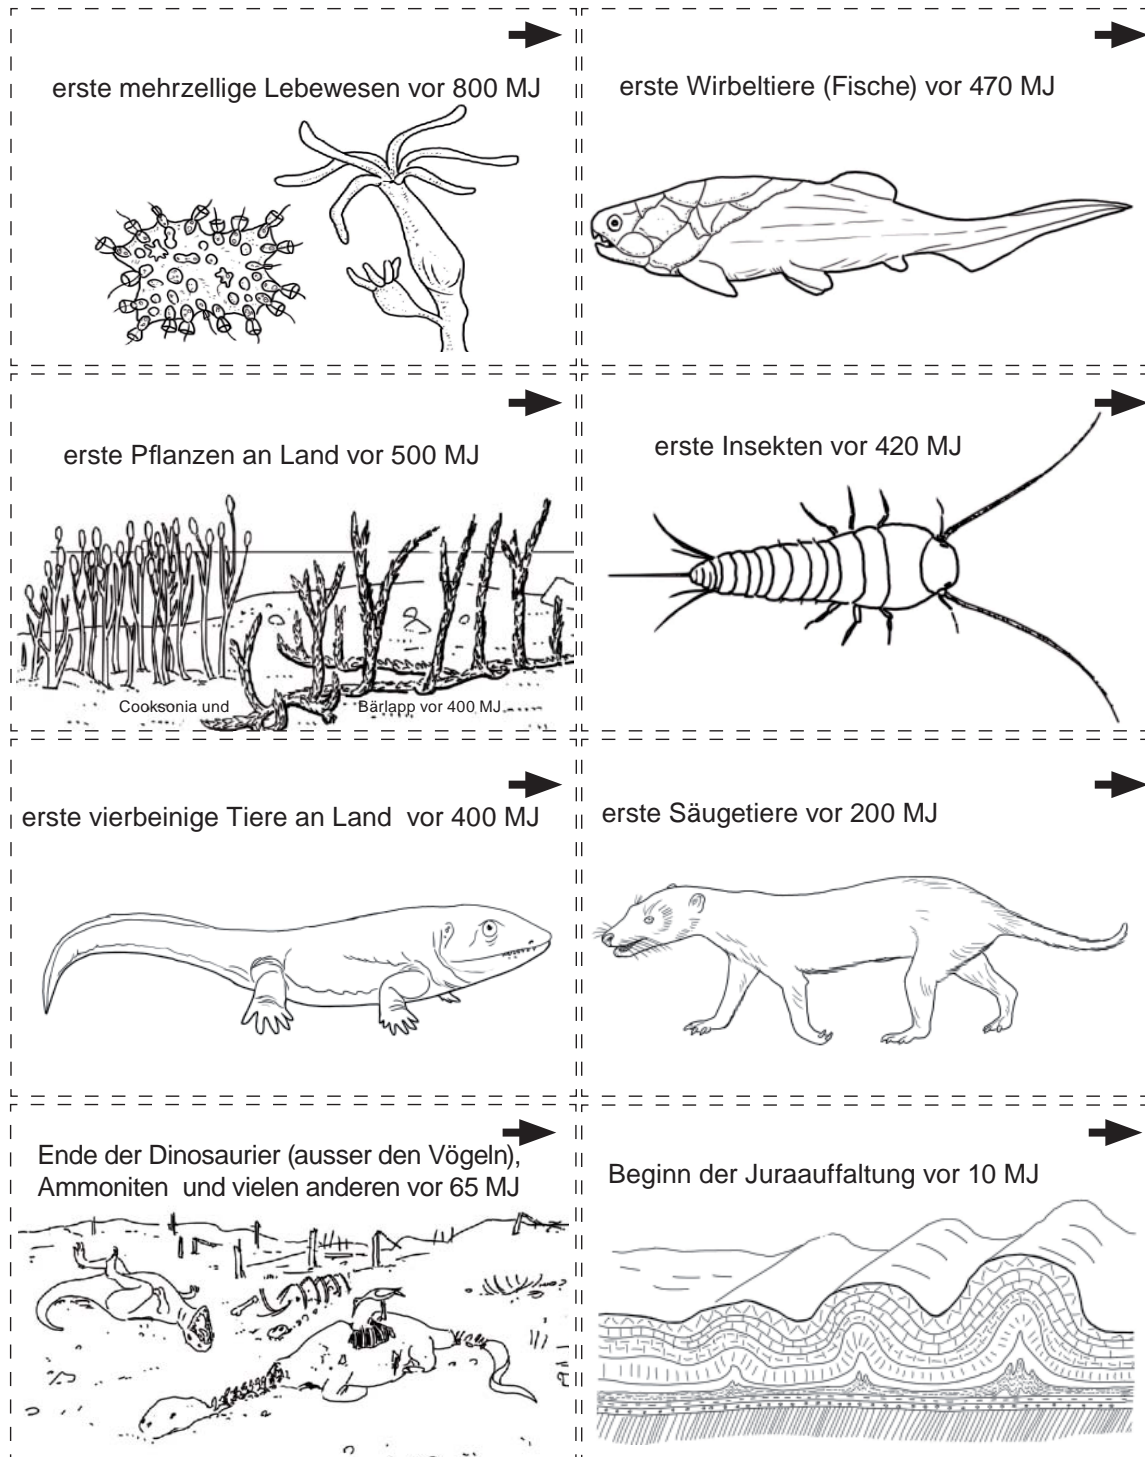 erste mehrzellige Lebewesen vor 800 MJ
erste Wirbeltiere (Fische) vor 470 MJ
erste Pflanzen an Land vor 500 MJ
Cooksonia und Bärlapp vor 400 MJ
erste Insekten vor 420 MJ
erste vierbeinige Tiere an Land  vor 400 MJ
erste Säugetiere vor 200 MJ
Ende der Dinosaurier (ausser den Vögeln),
Ammoniten  und vielen anderen vor 65 MJ
Beginn der Juraauffaltung vor 10 MJ